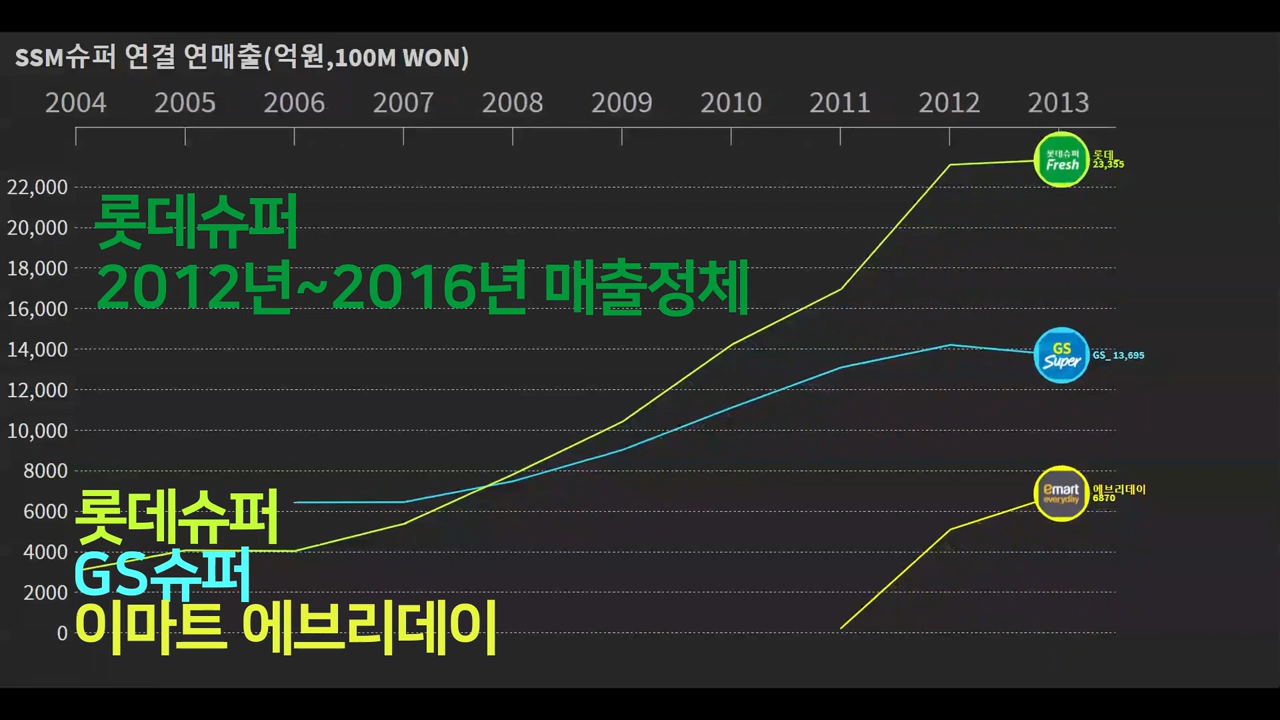 SSM슈퍼 연결 연매출(억원,100M WON)
2004 2005 2006 2007 2008 2009 2010 2011 2012 2013
롯데슈퍼
Fresh
롯데_
23,355
22,000
20,000
18,000
16,000
14,000
12,000
10,000
8000
6000
4000
2000
0
롯데슈퍼
2012년~2016년 매출정체
GS
Super
GS_ 13,695
emart
everyday
에브리데이
6870
롯데슈퍼
GS슈퍼
이마트 에브리데이